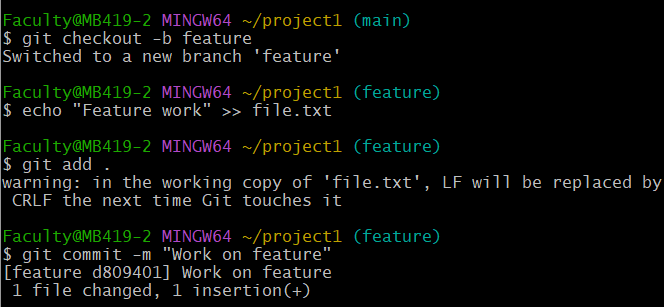 Faculty@MB419-2 MINGW64 ~/project1 (main)
$ git checkout -b feature
Switched to a new branch 'feature'
Faculty@MB419-2 MINGW64 ~/project1 (feature)
$ echo "Feature work" >> file.txt
Faculty@MB419-2 MINGW64 ~/project1 (feature)
$ git add .
warning: in the working copy of 'file.txt', LF will be replaced by
 CRLF the next time Git touches it
Faculty@MB419-2 MINGW64 ~/project1 (feature)
$ git commit -m "Work on feature"
[feature d809401] Work on feature
 1 file changed, 1 insertion(+)